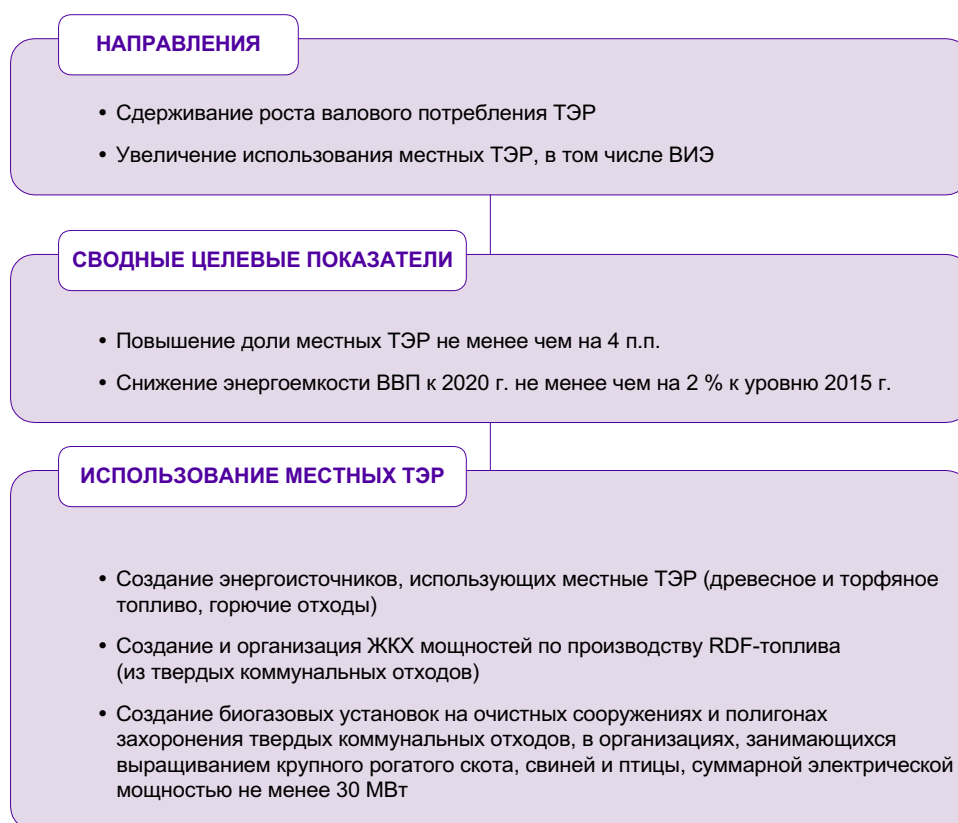 НАПРАВЛЕНИЯ
• Сдерживание роста валового потребления ТЭР
• Увеличение использования местных ТЭР, в том числе ВИЭ
СВОДНЫЕ ЦЕЛЕВЫЕ ПОКАЗАТЕЛИ
• Повышение доли местных ТЭР не менее чем на 4 п.п.
• Снижение энергоемкости ВВП к 2020 г. не менее чем на 2 % к уровню 2015 г.
ИСПОЛЬЗОВАНИЕ МЕСТНЫХ ТЭР
• Создание энергоисточников, использующих местные ТЭР (древесное и торфяное
топливо, горючие отходы)
• Создание и организация ЖКХ мощностей по производству RDF-топлива
(из твердых коммунальных отходов)
• Создание биогазовых установок на очистных сооружениях и полигонах
захоронения твердых коммунальных отходов, в организациях, занимающихся
выращиванием крупного рогатого скота, свиней и птицы, суммарной электрической
мощностью не менее 30 МВт